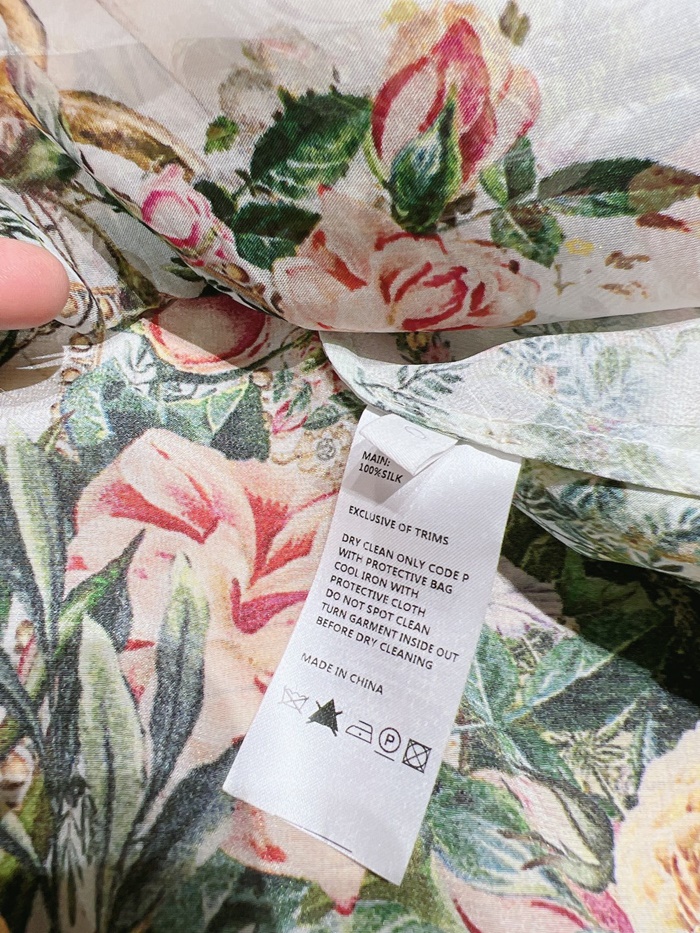 MAIN:
100%SILK
EXCLUSIVE OF TRIMS
DRY CLEAN ONLY CODE P
WITH PROTECTIVE BAG
COOL IRON WITH
PROTECTIVE CLOTH
DO NOT SPOT CLEAN
TURN GARMENT INSIDE OUT
BEFORE DRY CLEANING
MADE IN CHINA
P